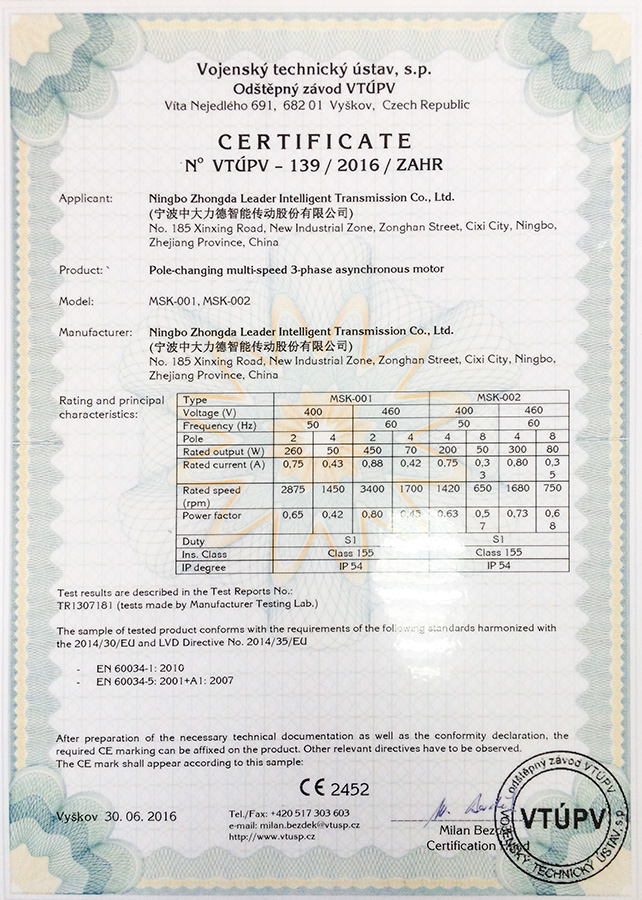 Vojenský technický ústav, s.p.
Odštěpný závod VTÚPV
Víta Nejedlého 691, 682 01 Vyškov, Czech Republic
CERTIFICATE
Nº VTÚPV – 139 / 2016 / ZAHR
Applicant: Ningbo Zhongda Leader Intelligent Transmission Co., Ltd.
(宁波中大力德智能传动股份有限公司)
No. 185 Xinxing Road, New Industrial Zone, Zonghan Street, Cixi City, Ningbo,
Zhejiang Province, China
Product: Pole-changing multi-speed 3-phase asynchronous motor
Model: MSK-001, MSK-002
Manufacturer: Ningbo Zhongda Leader Intelligent Transmission Co., Ltd.
(宁波中大力德智能传动股份有限公司)
No. 185 Xinxing Road, New Industrial Zone, Zonghan Street, Cixi City, Ningbo,
Zhejiang Province, China
Rating and principal
characteristics:
Type MSK-001 MSK-002
Voltage (V) 400 460 400 460
Frequency (Hz) 50 60 50 60
Pole 2 4 2 4 4 8 4 8
Rated output (W) 260 50 450 70 200 50 300 80
Rated current (A) 0,75 0,43 0,88 0,42 0,75 0,3 0,80 0,3
3 5
Rated speed 2875 1450 3400 1700 1420 650 1680 750
(rpm)
Power factor 0,65 0,42 0,80 0,45 0,63 0,5 0,73 0,6
7 8
Duty S1 S1
Ins. Class Class 155 Class 155
IP degree IP 54 IP 54
Test results are described in the Test Reports No.:
TR1307181 (tests made by Manufacturer Testing Lab.)
The sample of tested product conforms with the requirements of the following standards harmonized with
the 2014/30/EU and LVD Directive No. 2014/35/EU
- EN 60034-1: 2010
- EN 60034-5: 2001+A1: 2007
After preparation of the necessary technical documentation as well as the conformity declaration, the
required CE marking can be affixed on the product. Other relevant directives have to be observed.
The CE mark shall appear according to this sample:
CE 2452
Vyškov 30. 06. 2016
Tel./Fax: +420 517 303 603
e-mail: milan.bezdek@vtusp.cz
http://www.vtusp.cz
Milan
Certification
odštěpný závod VTÚPV
VTÚPV
VOJENSKÝ TECHNICKÝ ÚSTAV, s.p.